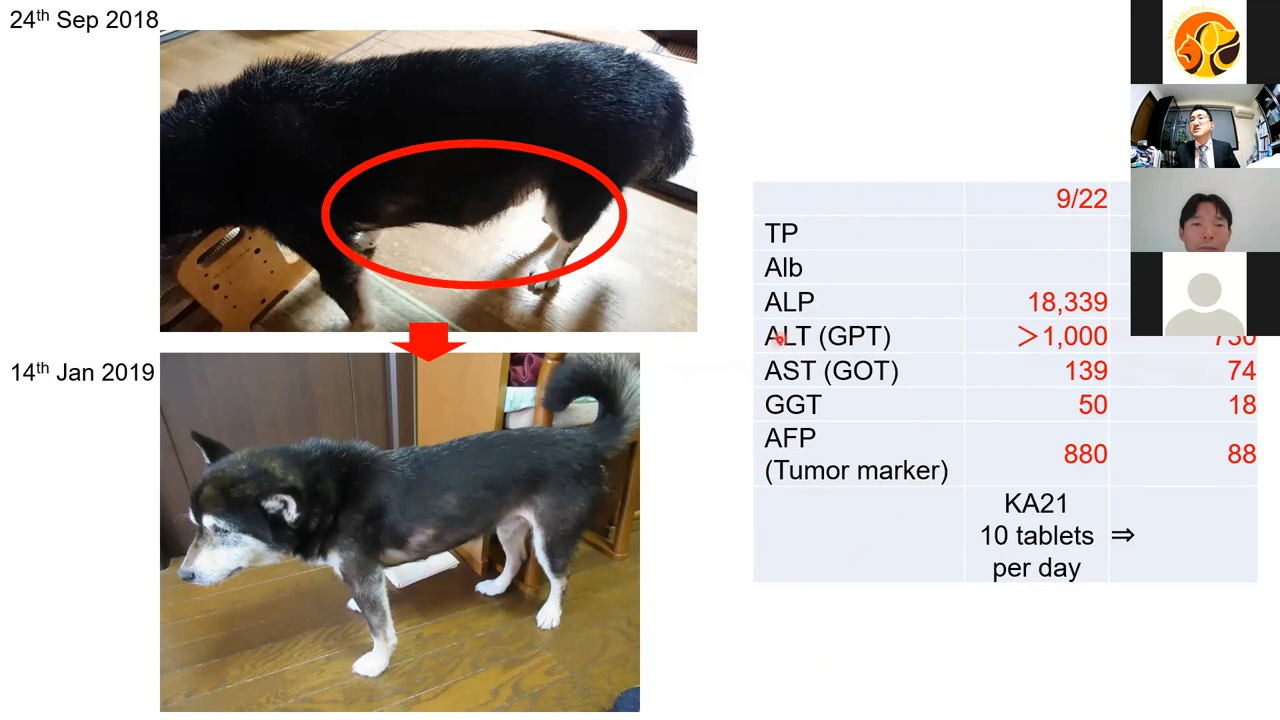 24th Sep 2018
14th Jan 2019
9/22
TP
Alb
ALP 18,339
ALT (GPT) ＞1,000
AST (GOT) 139 74
GGT 50 18
AFP
(Tumor marker) 880 88
KA21
10 tablets ⇒
per day